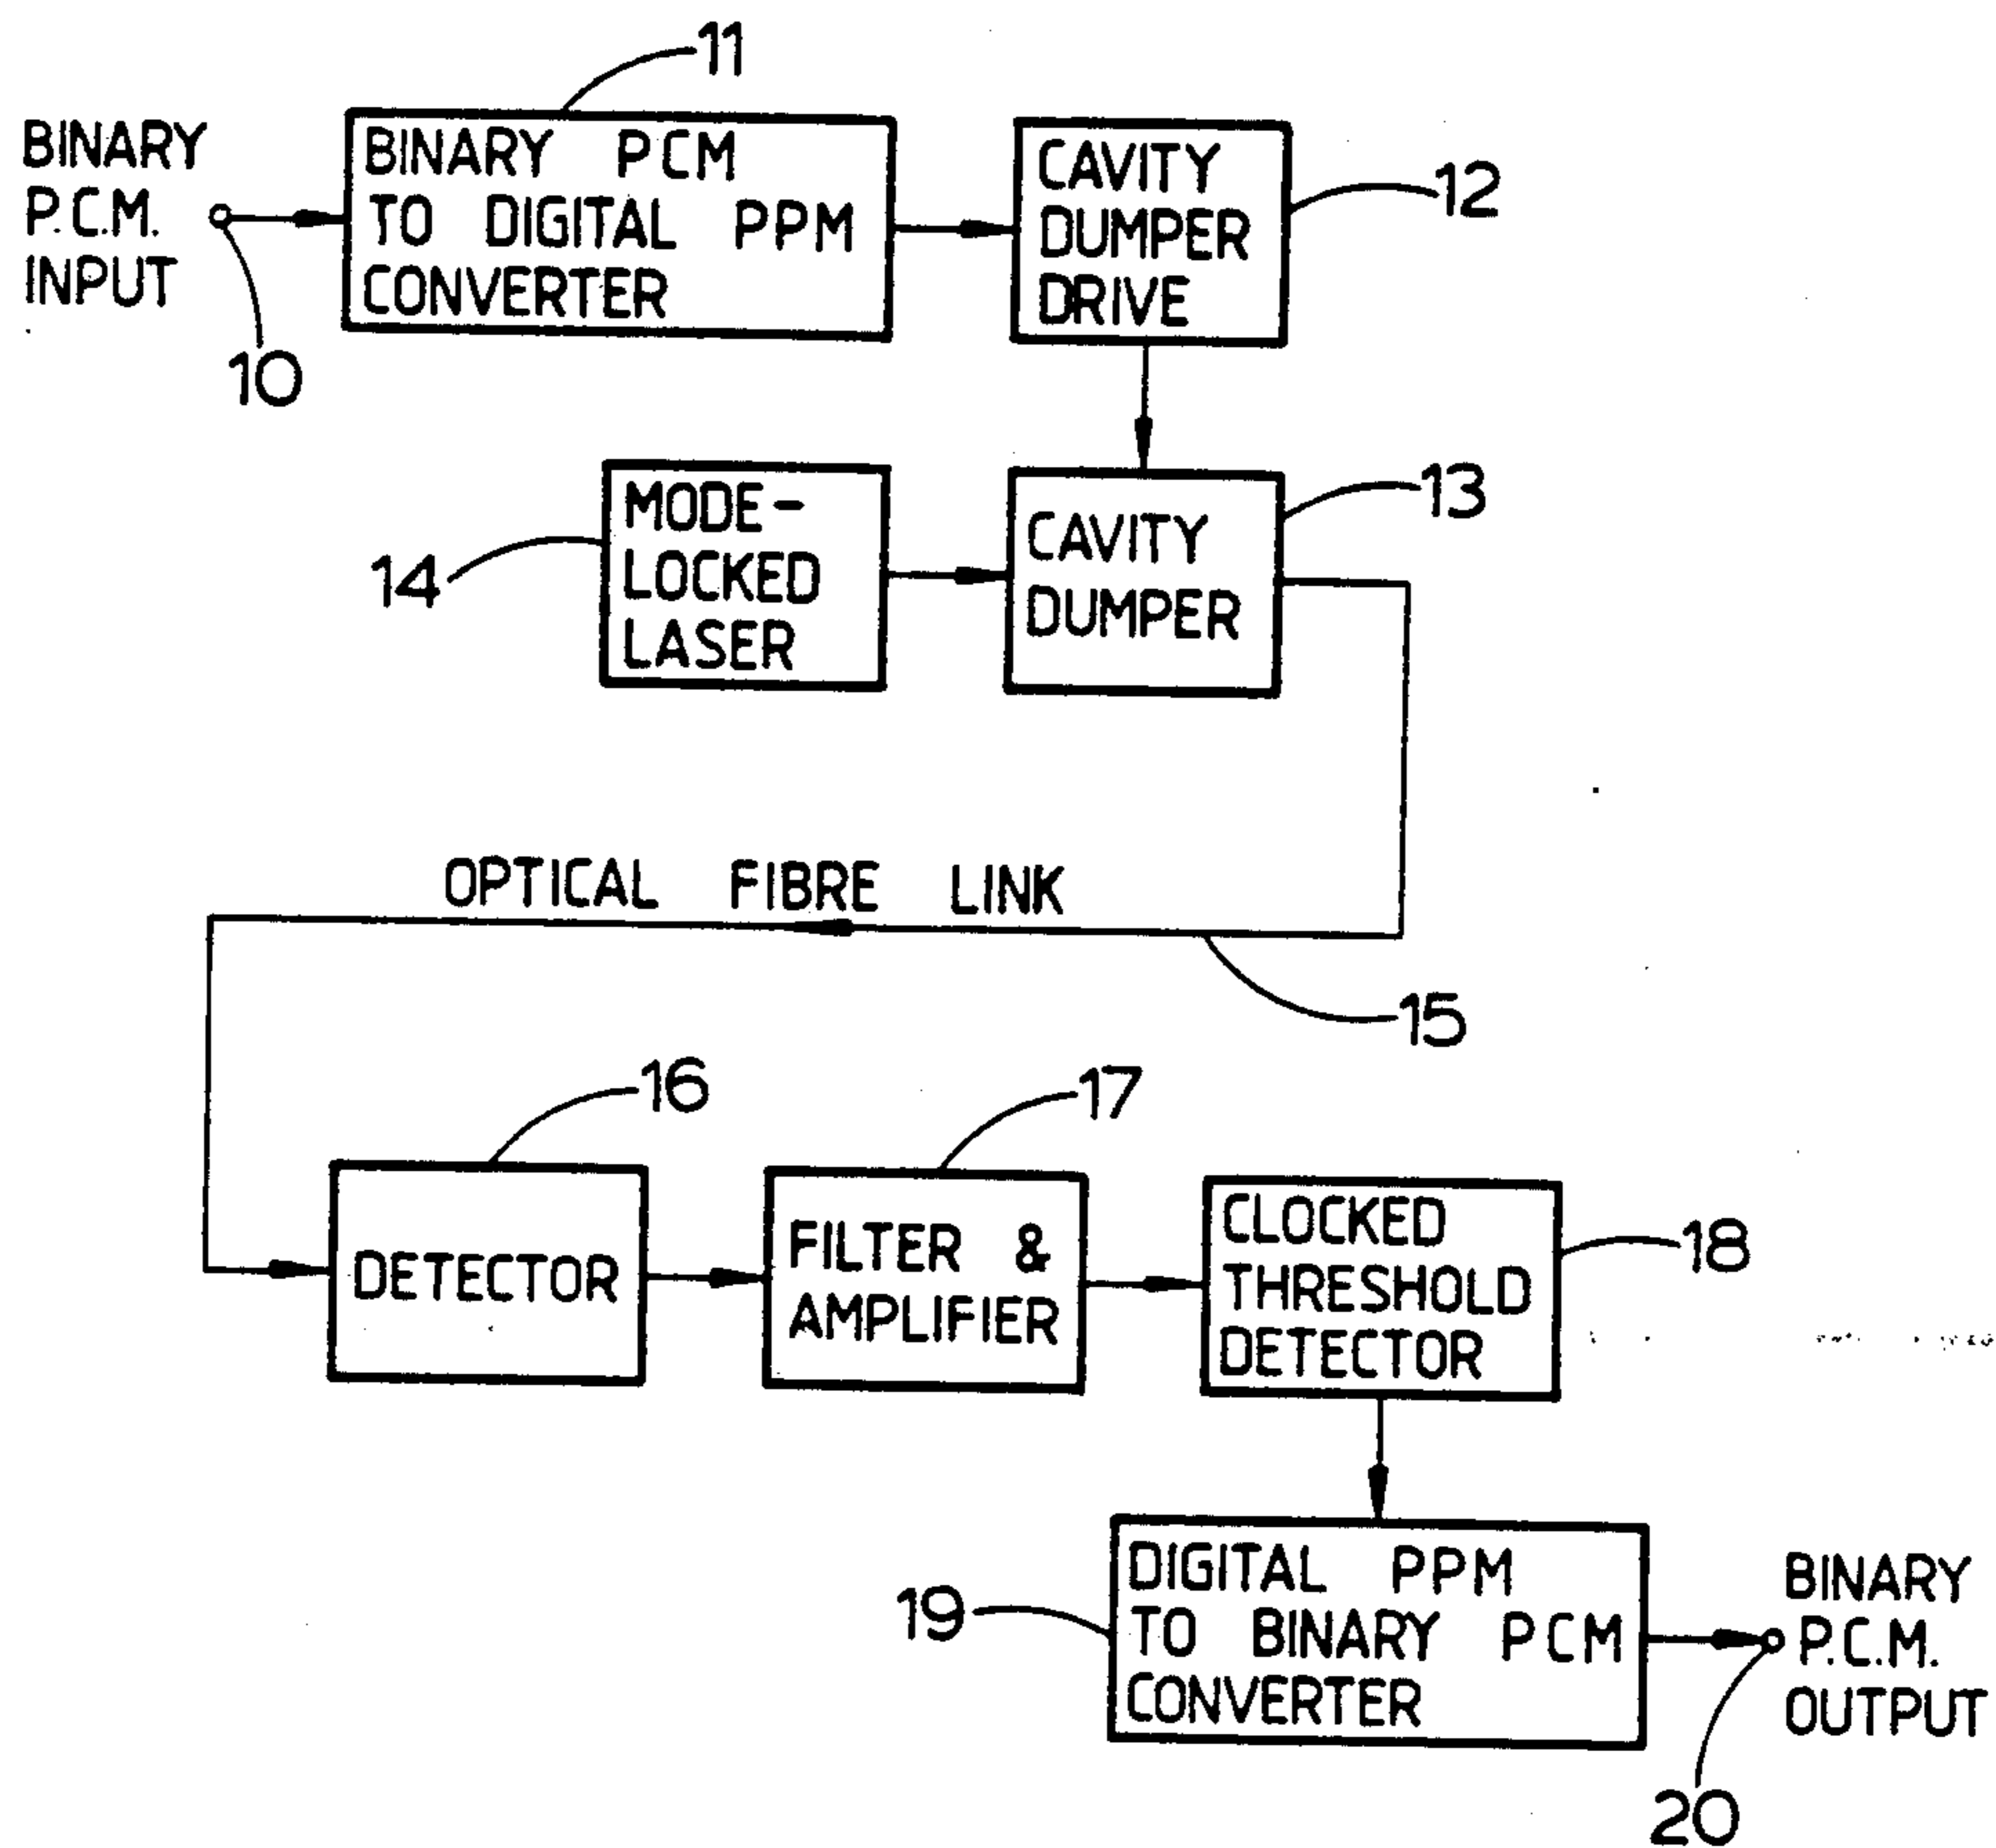 11
BINARY
P.C.M.
INPUT
10
BINARY PCM
TO DIGITAL PPM
CONVERTER
CAVITY
DUMPER
DRIVE
12
14
MODE-
LOCKED
LASER
CAVITY
DUMPER
13
OPTICAL FIBRE LINK
15
16
DETECTOR
17
FILTER &
AMPLIFIER
CLOCKED
THRESHOLD
DETECTOR
18
19
DIGITAL PPM
TO BINARY PCM
CONVERTER
BINARY
P.C.M.
OUTPUT
20